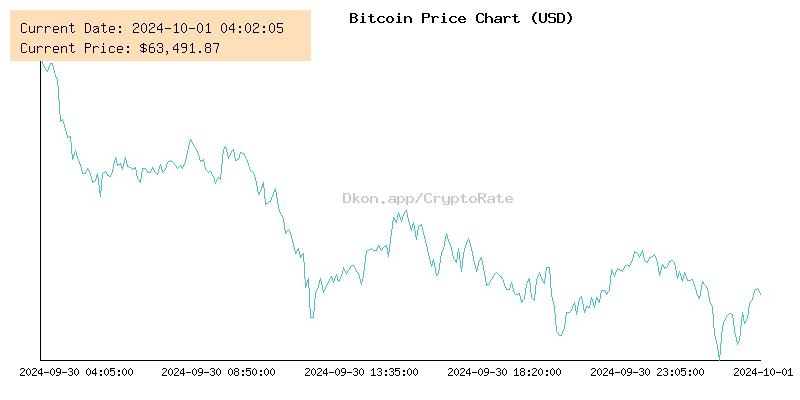 Bitcoin Price Chart (USD)
Current Date: 2024-10-01 04:02:05
Current Price: $63,491.87
Dkon.app/CryptoRate
2024-09-30 04:05:00 2024-09-30 08:50:00 2024-09-30 13:35:00 2024-09-30 18:20:00 2024-09-30 23:05:00 2024-10-01